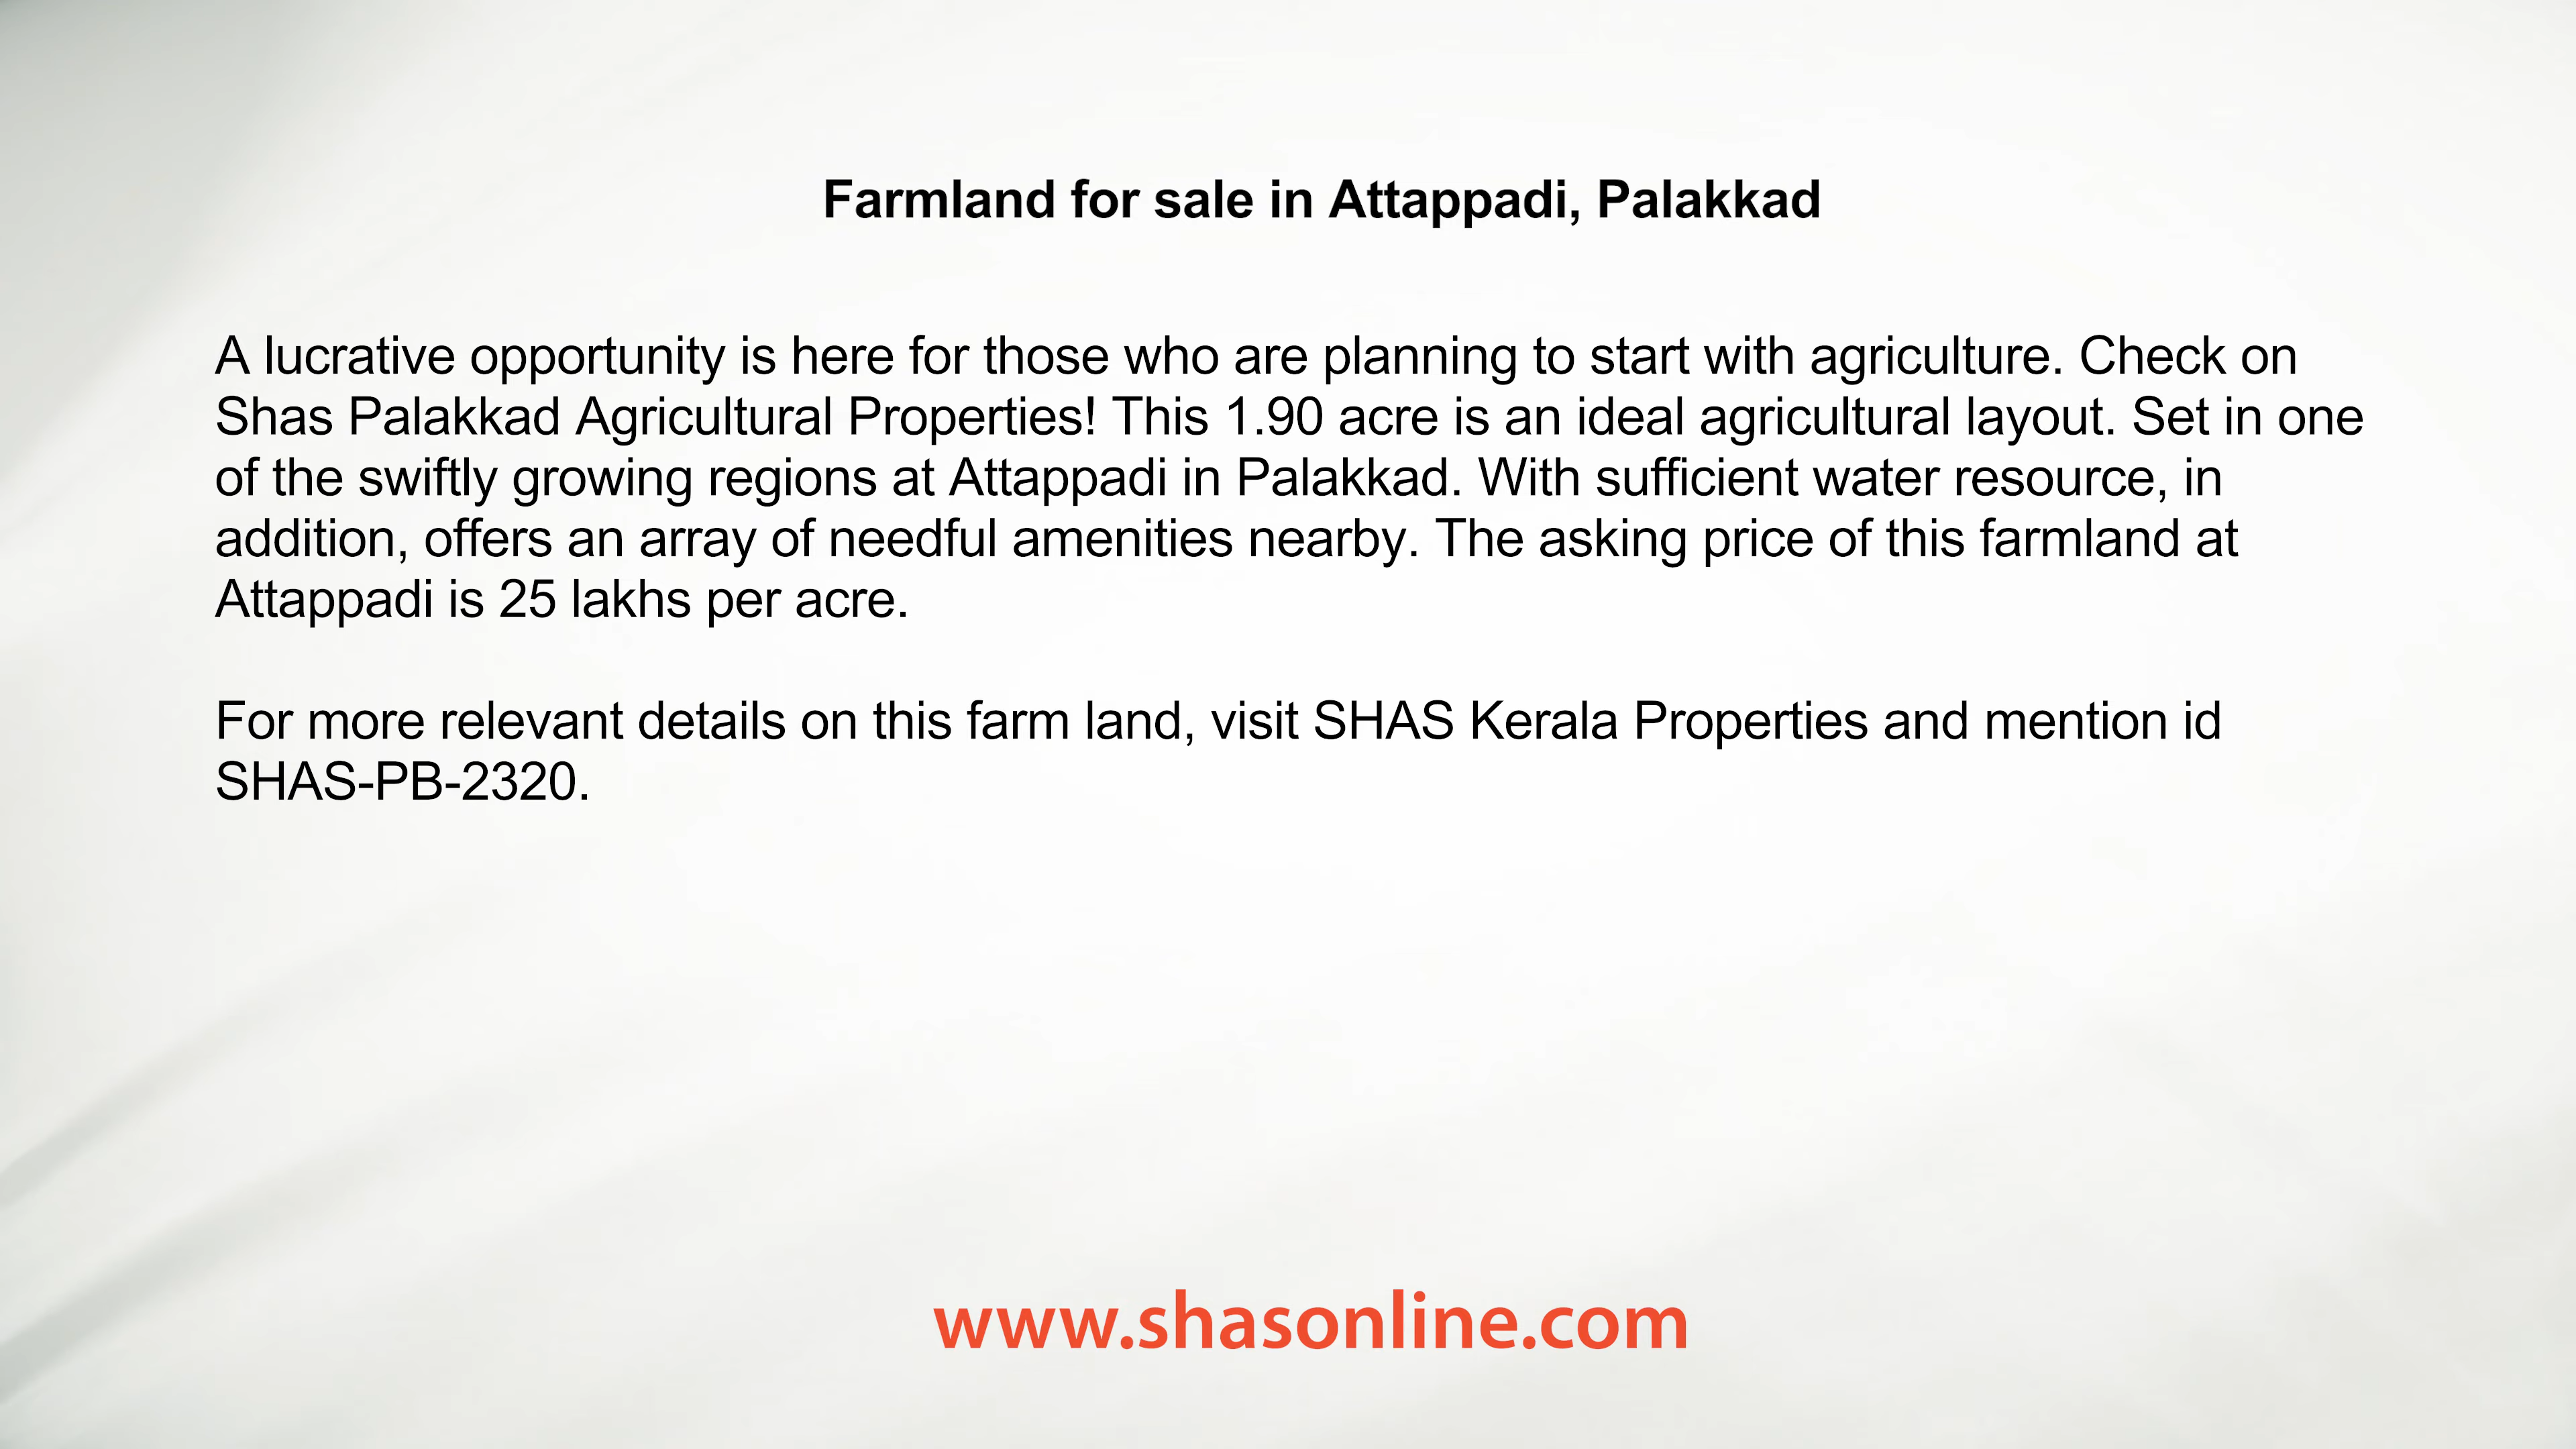 Farmland for sale in Attappadi, Palakkad
A lucrative opportunity is here for those who are planning to start with agriculture. Check on
Shas Palakkad Agricultural Properties! This 1.90 acre is an ideal agricultural layout. Set in one
of the swiftly growing regions at Attappadi in Palakkad. With sufficient water resource, in
addition, offers an array of needful amenities nearby. The asking price of this farmland at
Attappadi is 25 lakhs per acre.
For more relevant details on this farm land, visit SHAS Kerala Properties and mention id
SHAS-PB-2320.
www.shasonline.com